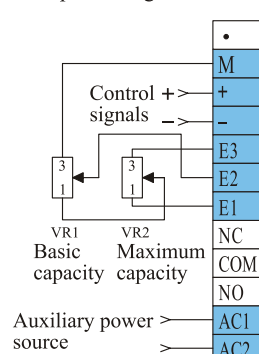 •
M
Control +
signals –
+
–
E3
E2
E1
3
1
3
1
VR1
Basic
capacity
VR2
Maximum
capacity
NC
COM
NO
Auxiliary power
source
AC1
AC2